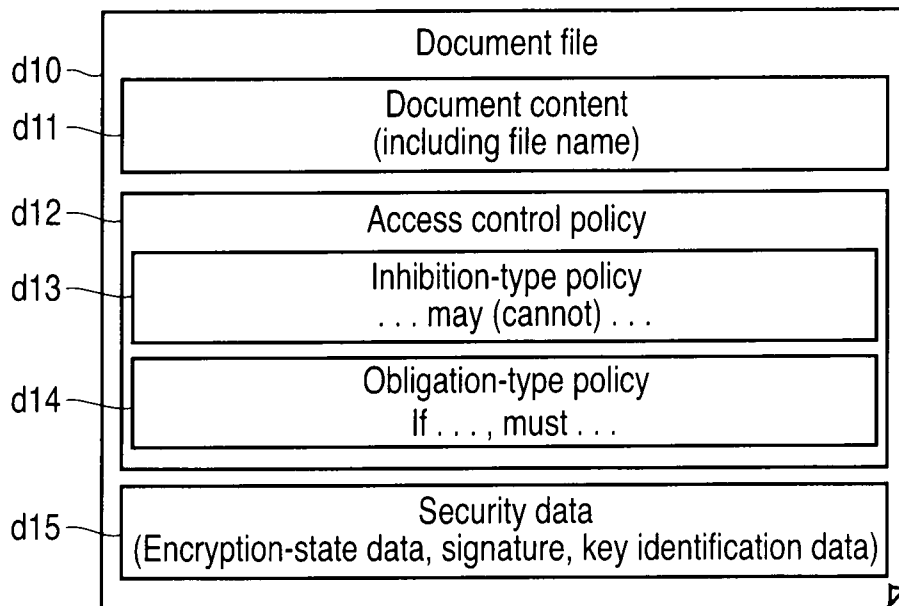 Document file
d10
Document content
d11
(including file name)
d12
Access control policy
d13
Inhibition-type policy
. . . may (cannot) . . .
d14
Obligation-type policy
If . . . , must . . .
d15
Security data
(Encryption-state data, signature, key identification data)